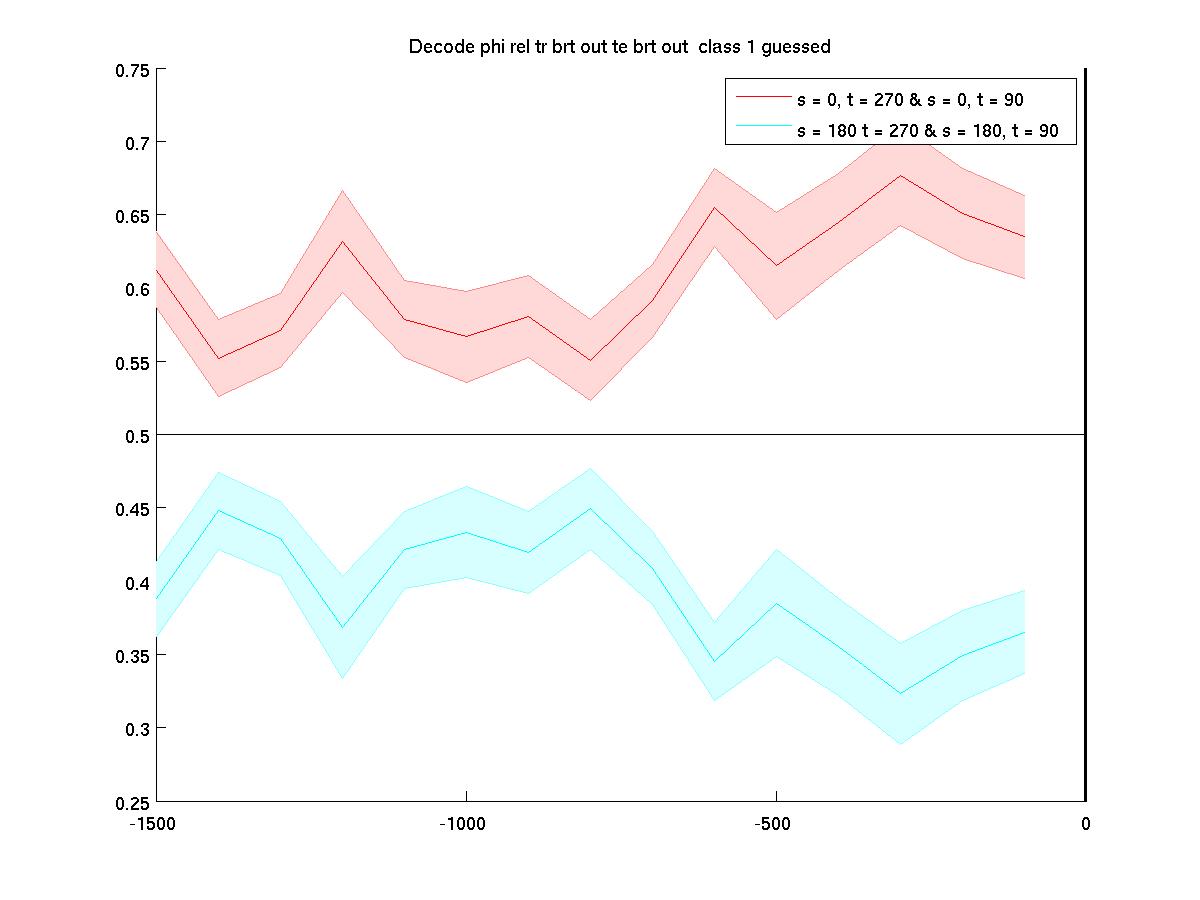 Decode phi rel tr brt out te brt out  class 1 guessed
0.75
s = 0, t = 270 & s = 0, t = 90
s = 180 t = 270 & s = 180, t = 90
0.7
0.65
0.6
0.55
0.5
0.45
0.4
0.35
0.3
0.25
-1500 -1000 -500 0